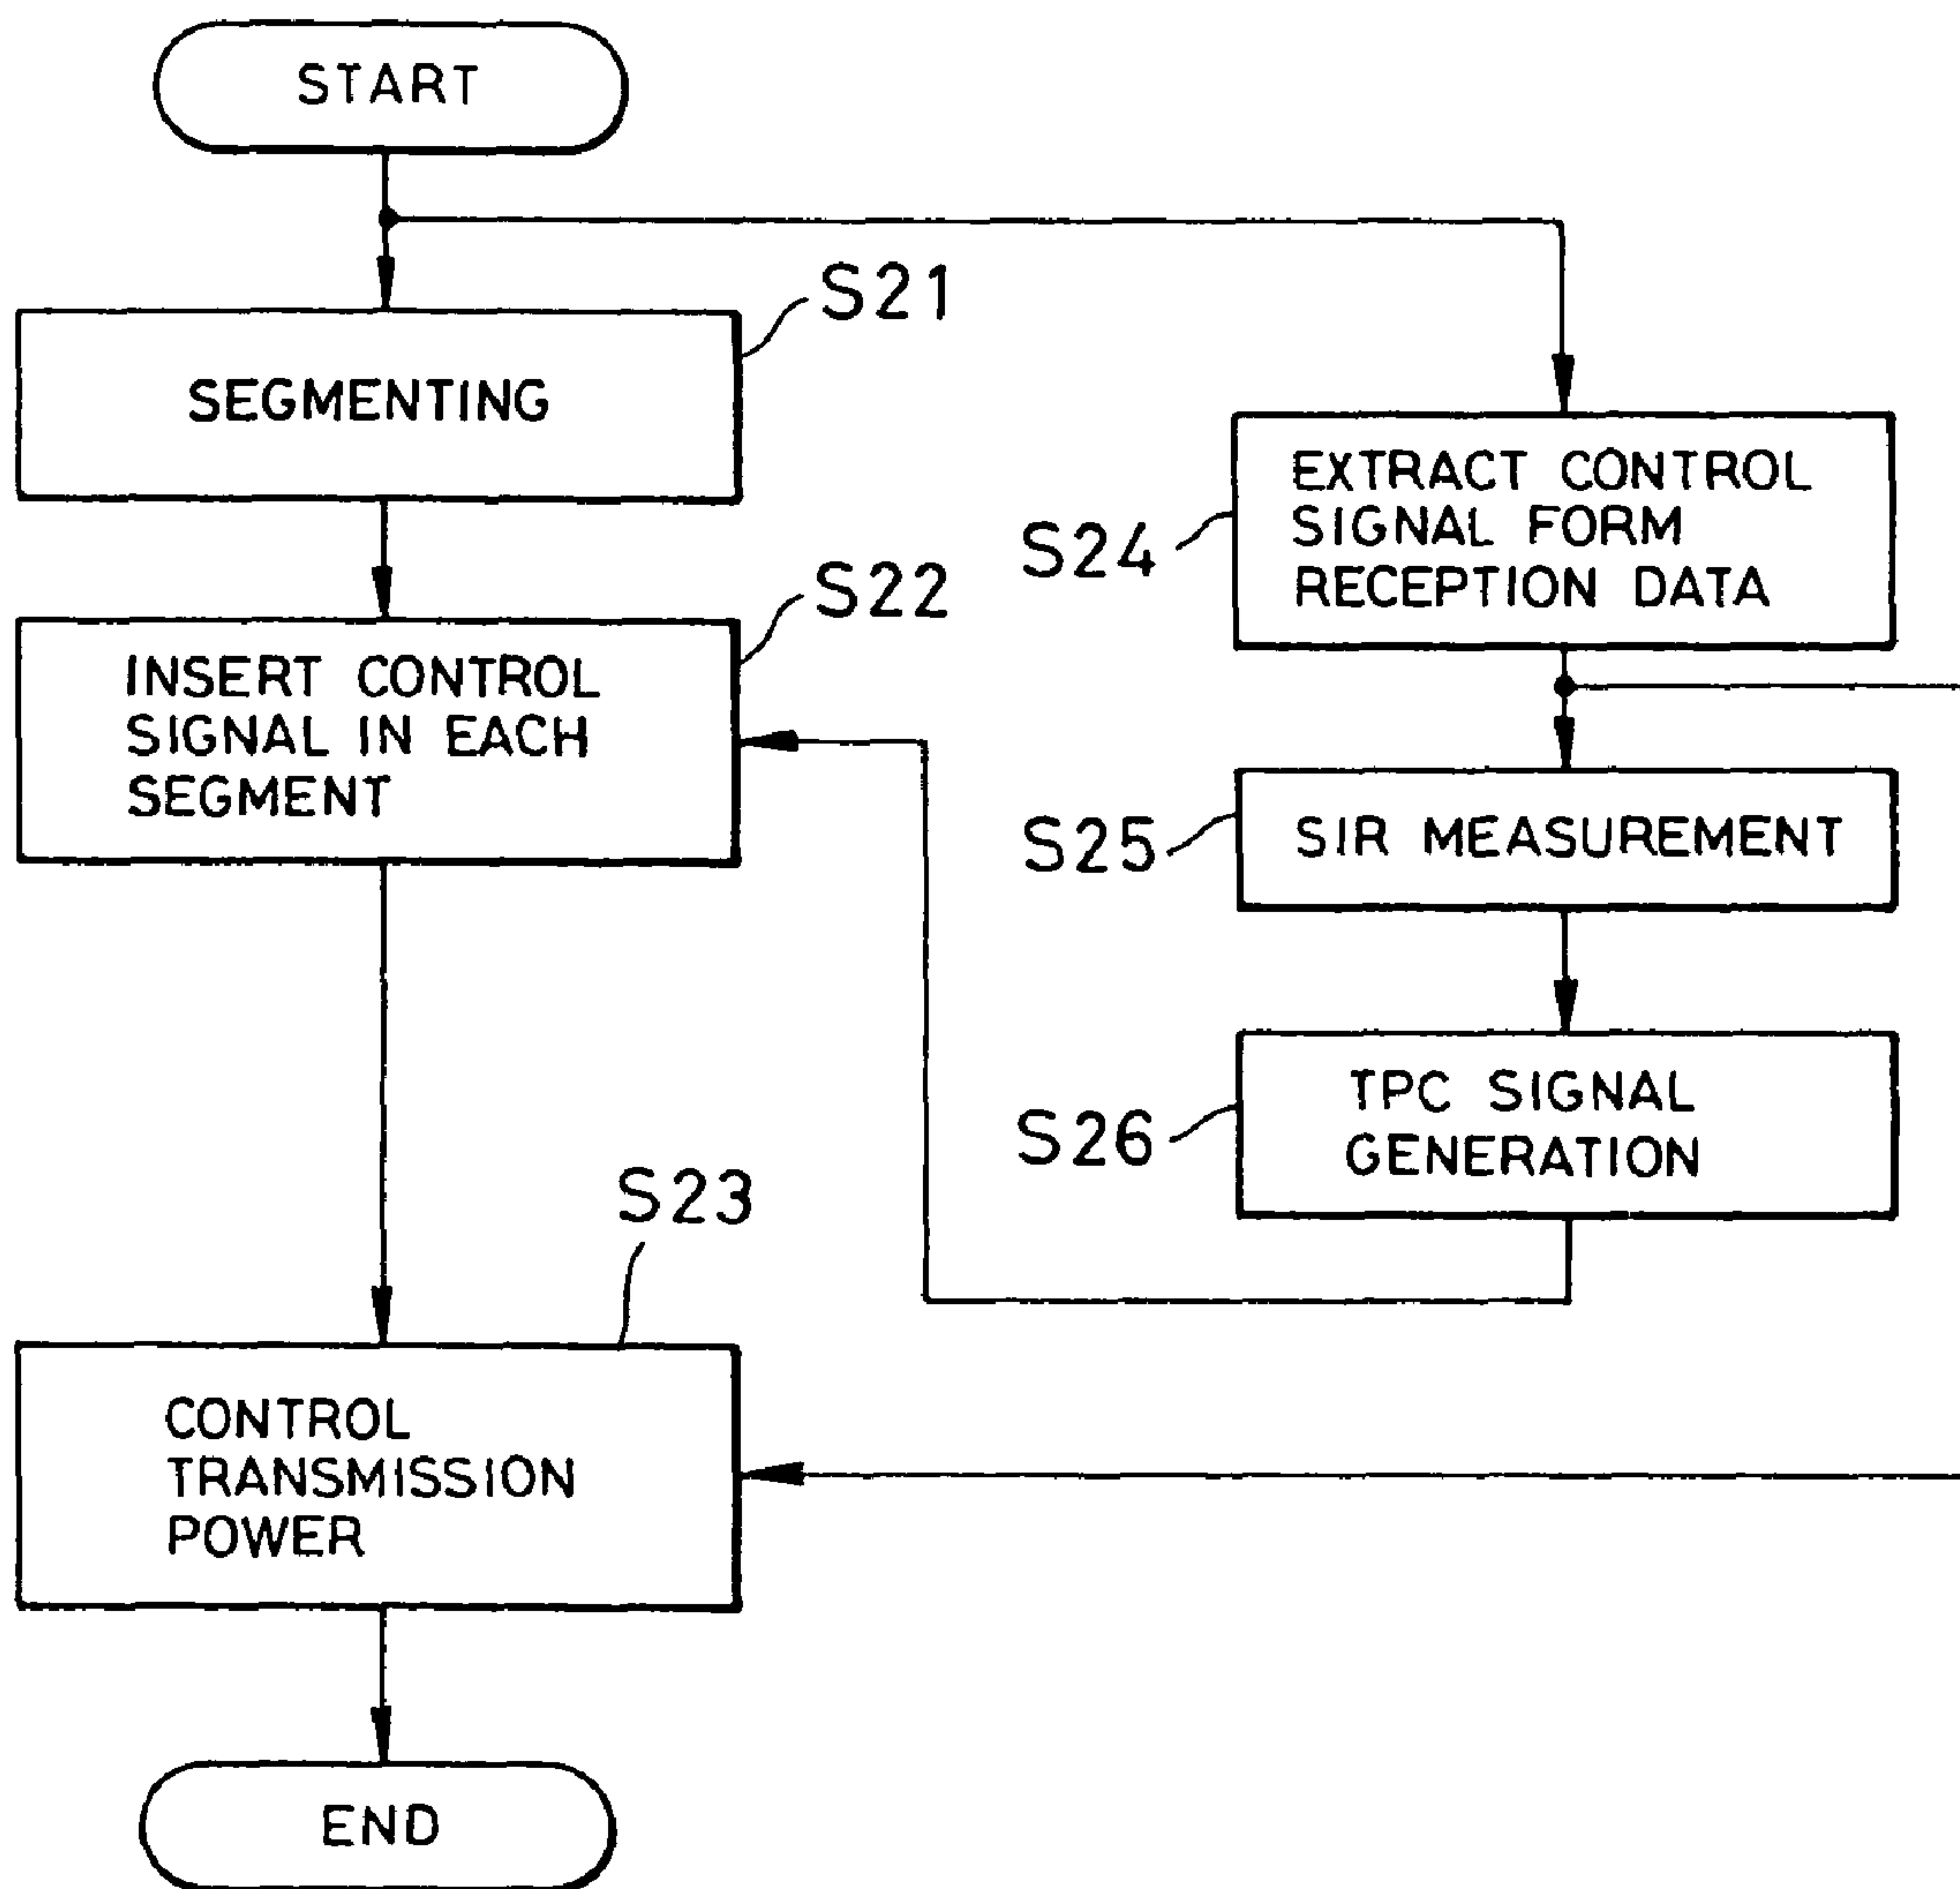 START
S21
SEGMENTING
S22
INSERT CONTROL
SIGNAL IN EACH
SEGMENT
S23
CONTROL
TRANSMISSION
POWER
END
S24
EXTRACT CONTROL
SIGNAL FORM
RECEPTION DATA
S25
SIR MEASUREMENT
S26
TPC SIGNAL
GENERATION